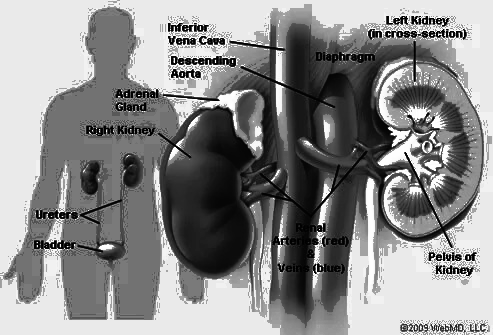 Inferior
Vena Cava
Descending
Aorta
Diaphragm
Left Kidney
(in cross-section)
Adrenal
Gland
Right Kidney
Ureters
Bladder
Renal
Arteries (red)
&
Veins (blue)
Pelvis of
Kidney
©2009 WebMD, LLC.